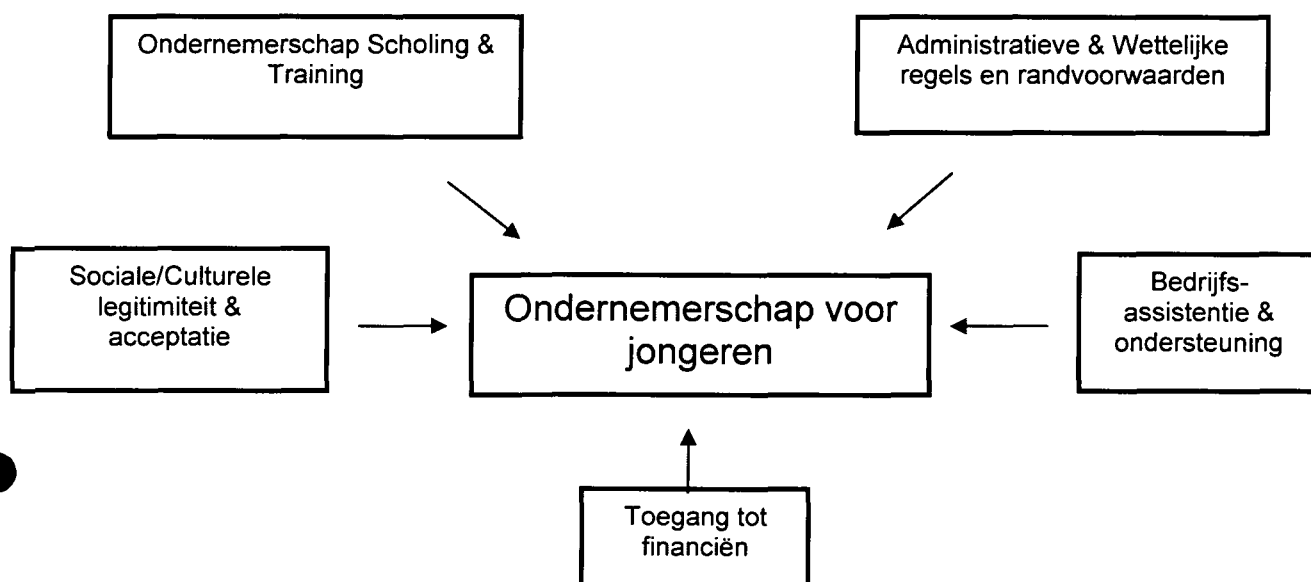 Ondernemerschap Scholing &
Training
Administratieve & Wettelijke
regels en randvoorwaarden
Sociale/Culturele
legitimiteit &
acceptatie
Ondernemerschap voor
jongeren
Bedrijfs-
assistentie &
ondersteuning
Toegang tot
financiën